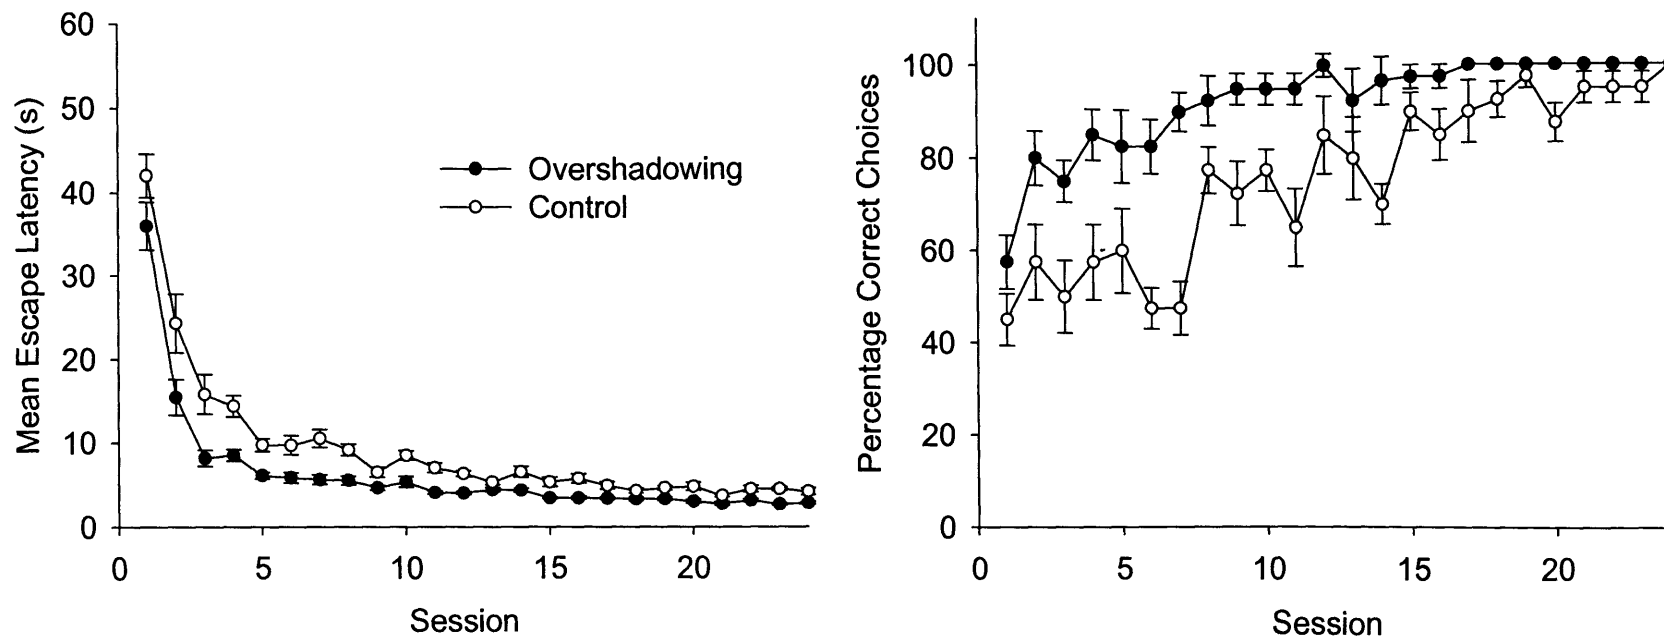 Mean Escape Latency (s)
60
50
40
30
20
10
0
0 5 10 15 20
Session
Overshadowing
Control
Percentage Correct Choices
100
80
60
40
20
0
0 5 10 15 20
Session